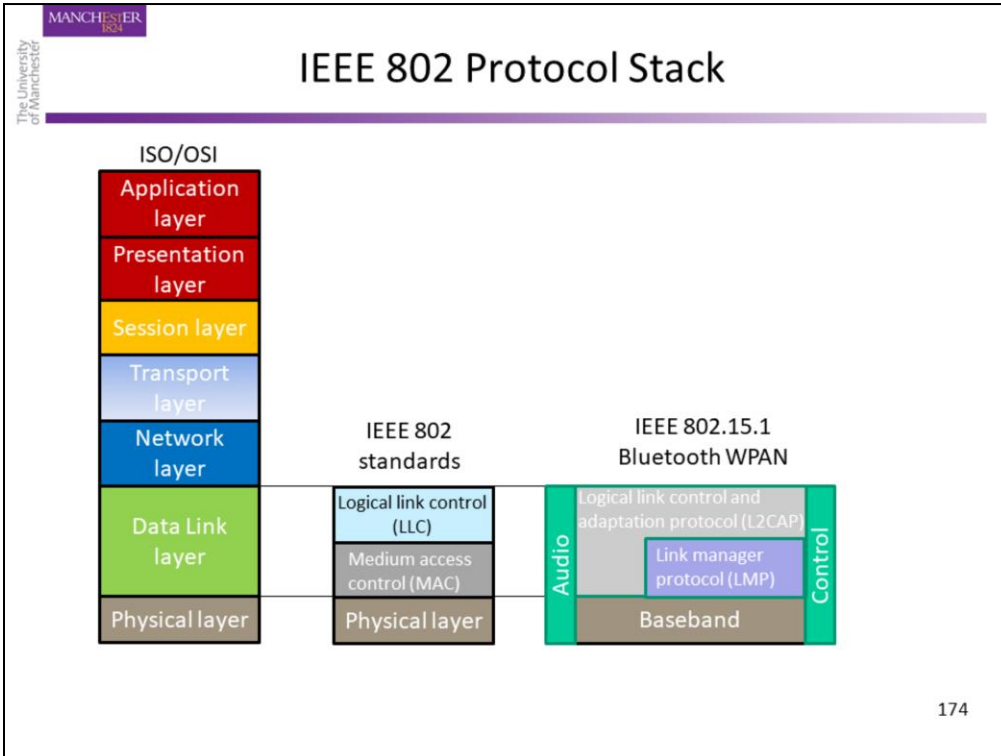 MANCHESTER
1824
The University
of Manchester
IEEE 802 Protocol Stack
ISO/OSI
Application
layer
Presentation
layer
Session layer
Transport
layer
Network
layer
Data Link
layer
Physical layer
IEEE 802
standards
Logical link control
(LLC)
Medium access
control (MAC)
Physical layer
IEEE 802.15.1
Bluetooth WPAN
Audio
Logical link control and
adaptation protocol (L2CAP)
Link manager
protocol (LMP)
Baseband
Control
174